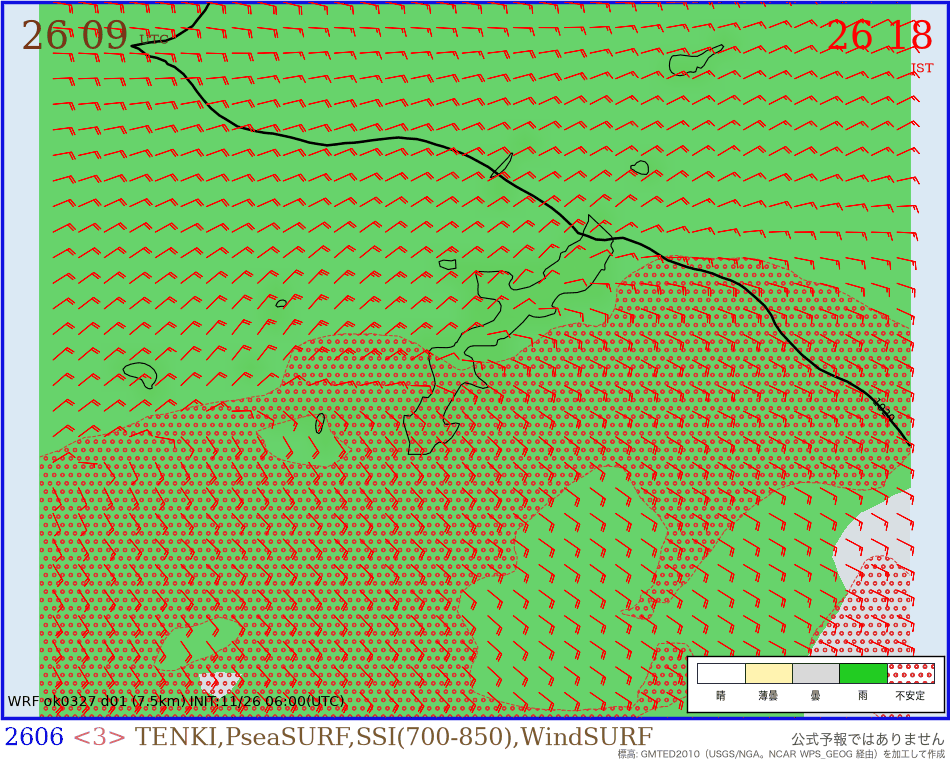 26 09 UTC
26 18
JST
WRF ok0327 d01 (7.5km) INIT:11/26 06:00(UTC)
晴 薄曇 曇 雨 不安定
2606 <3> TENKI,PseaSURF,SSI(700-850),WindSURF
公式予報ではありません
標高: GMTED2010（USGS/NGA。NCAR WPS_GEOG 経由）を加工して作成